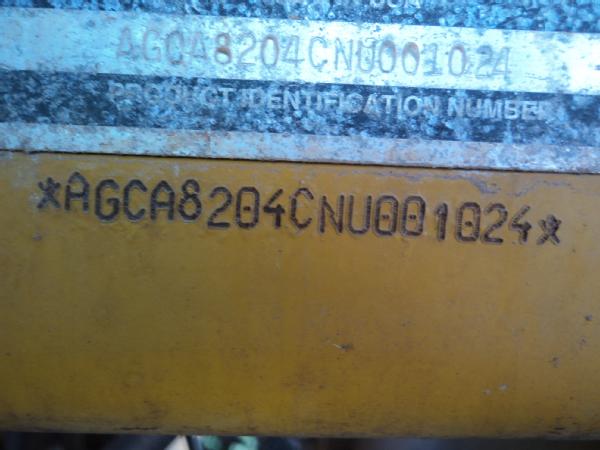 AGCA8204CNU001024
PRODUCT IDENTIFICATION NUMBER
*AGCA8204CNU001024*